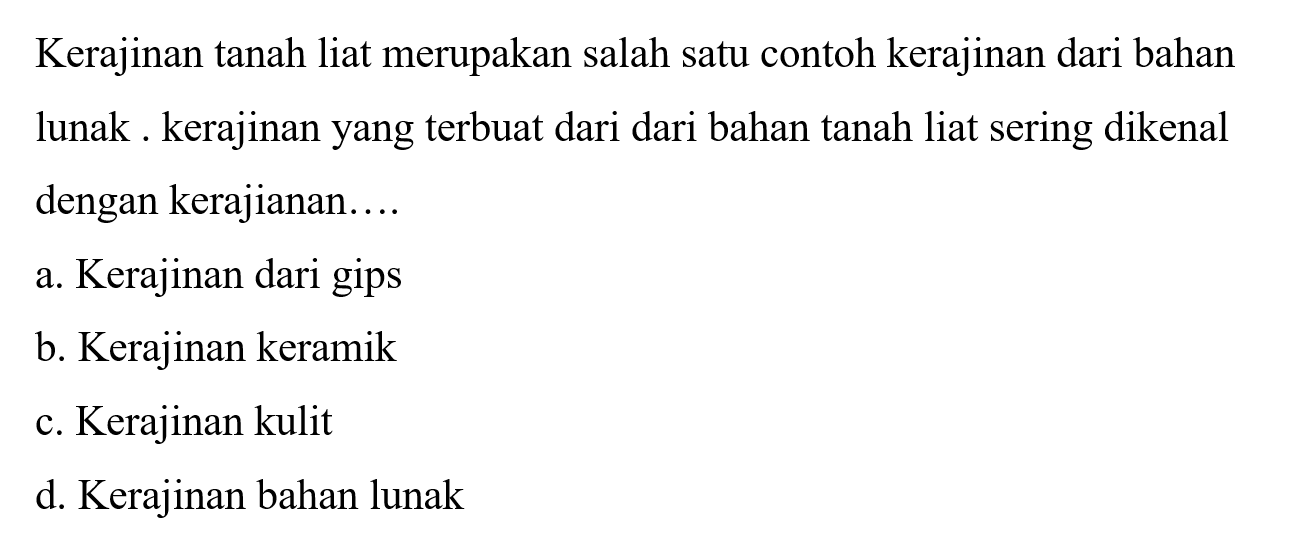 Kerajinan tanah liat merupakan salah satu contoh kerajinan dari bahan
lunak . kerajinan yang terbuat dari dari bahan tanah liat sering dikenal
dengan kerajianan....
a. Kerajinan dari gips
b. Kerajinan keramik
c. Kerajinan kulit
d. Kerajinan bahan lunak